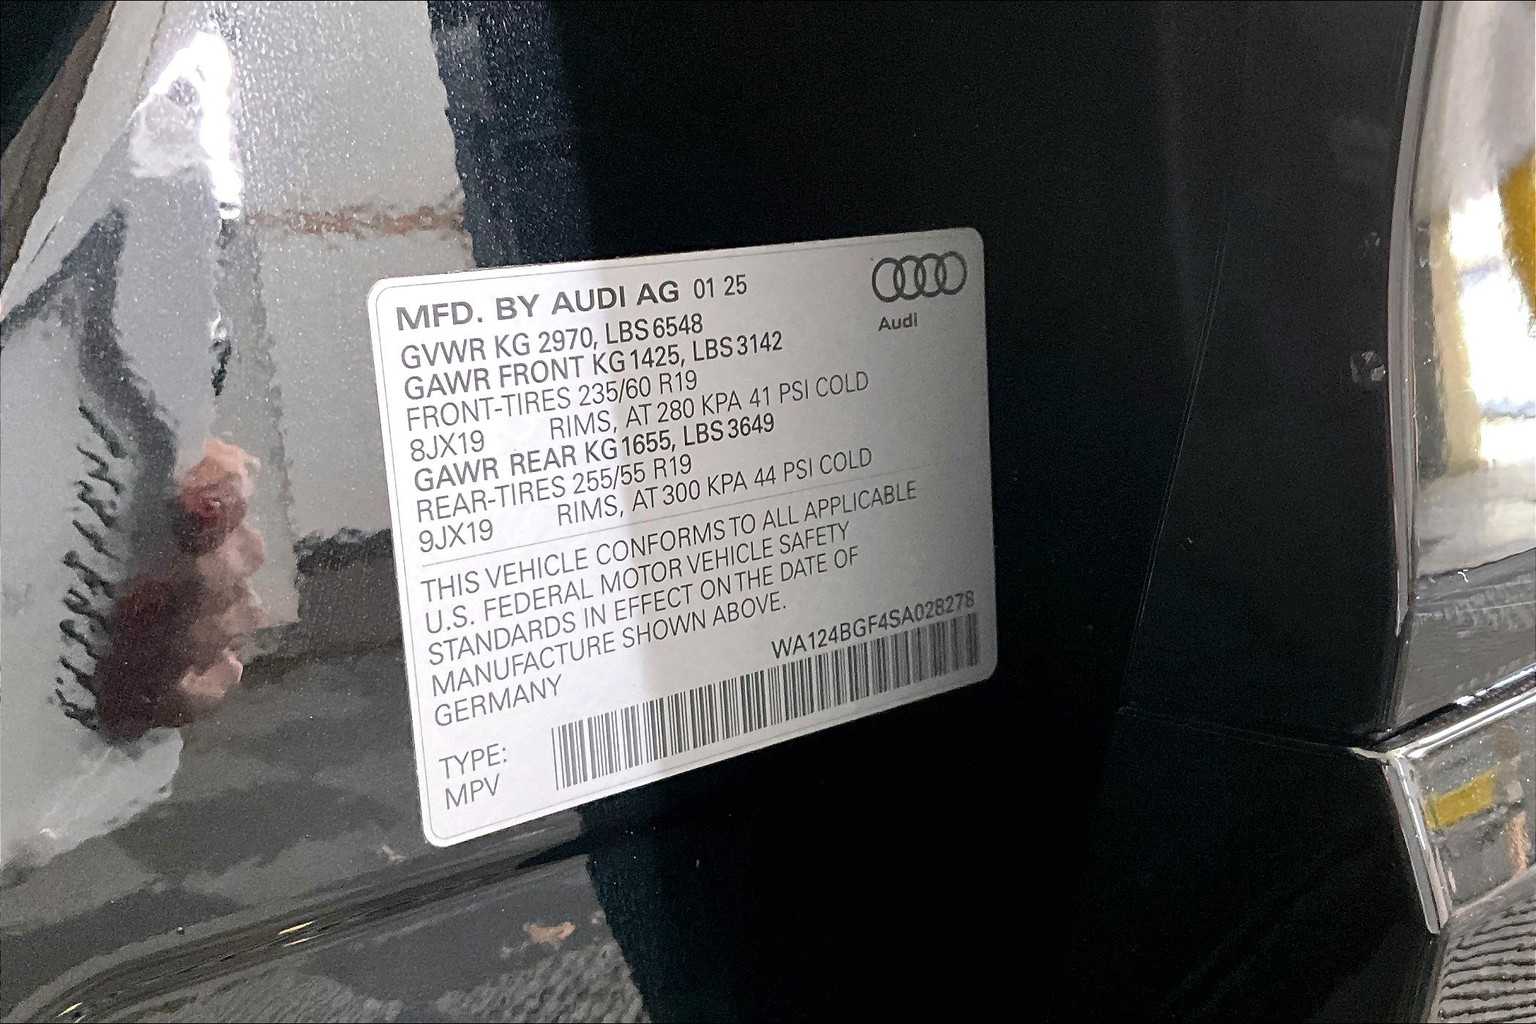 MFD. BY AUDI AG 01 25
Audi
GVWR KG 2970, LBS 6548
GAWR FRONT KG 1425, LBS 3142
FRONT-TIRES 235/60 R19
8JX19 RIMS, AT 280 KPA 41 PSI COLD
GAWR REAR KG 1655, LBS 3649
REAR-TIRES 255/55 R19
9JX19 RIMS, AT 300 KPA 44 PSI COLD
THIS VEHICLE CONFORMS TO ALL APPLICABLE
U.S. FEDERAL MOTOR VEHICLE SAFETY
STANDARDS IN EFFECT ON THE DATE OF
MANUFACTURE SHOWN ABOVE.
GERMANY
WA124BGF4SA028278
TYPE:
MPV